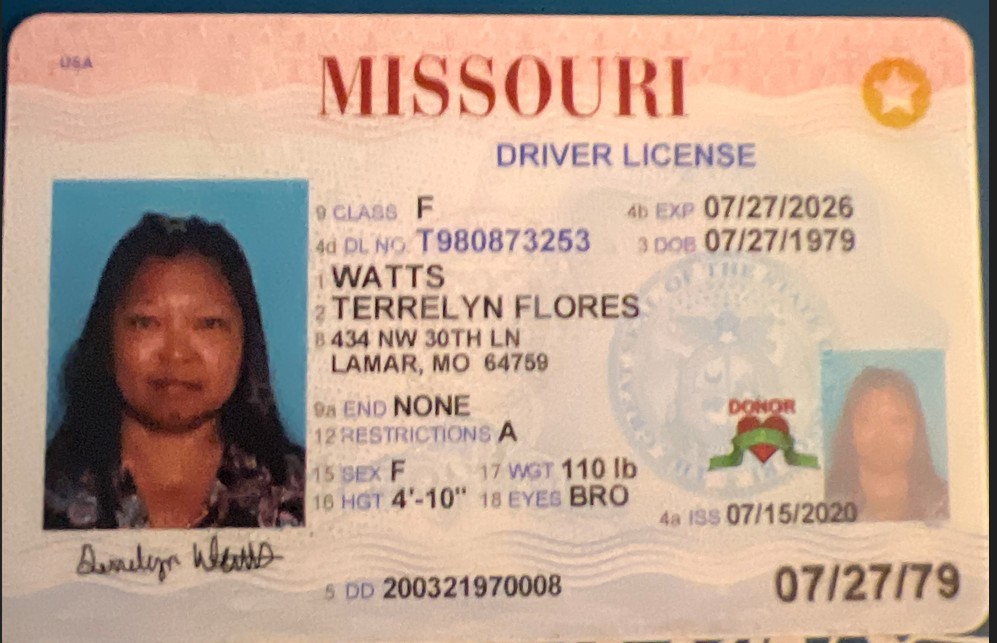 USA
MISSOURI
DRIVER LICENSE
9 CLASS F
4b EXP 07/27/2026
4d DL NO. T980873253
3 DOB 07/27/1979
1 WATTS
2 TERRELYN FLORES
8 434 NW 30TH LN
LAMAR, MO 64759
9a END NONE
12 RESTRICTIONS A
DONOR
15 SEX F 17 WGT 110 lb
16 HGT 4'-10" 18 EYES BRO
4a ISS 07/15/2020
Terrelyn Watts
5 DD 200321970008
07/27/79